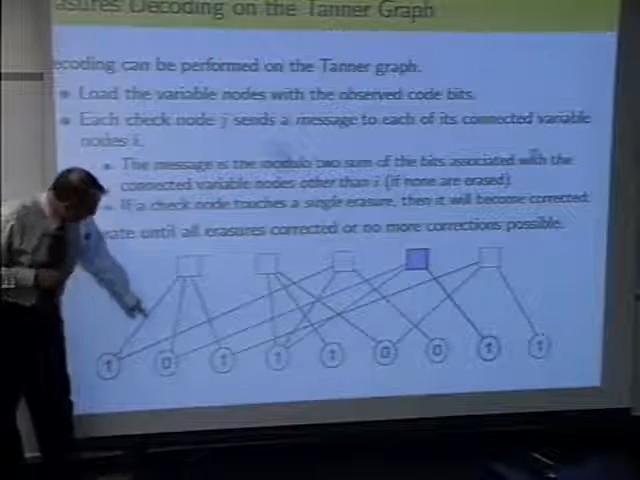 asures Decoding on the Tanner Graph
ecoding can be performed on the Tanner graph.
Load the variable nodes with the observed code bits.
Each check node j sends a message to each of its connected variable
nodes i.
The message is the modulo two sum of the bits associated with the
connected variable nodes other than i (if none are erased)
If a check node touches a single erasure, then it will become corrected.
rate until all erasures corrected or no more corrections possible.
1 0 1 1 1 0 0 1 1